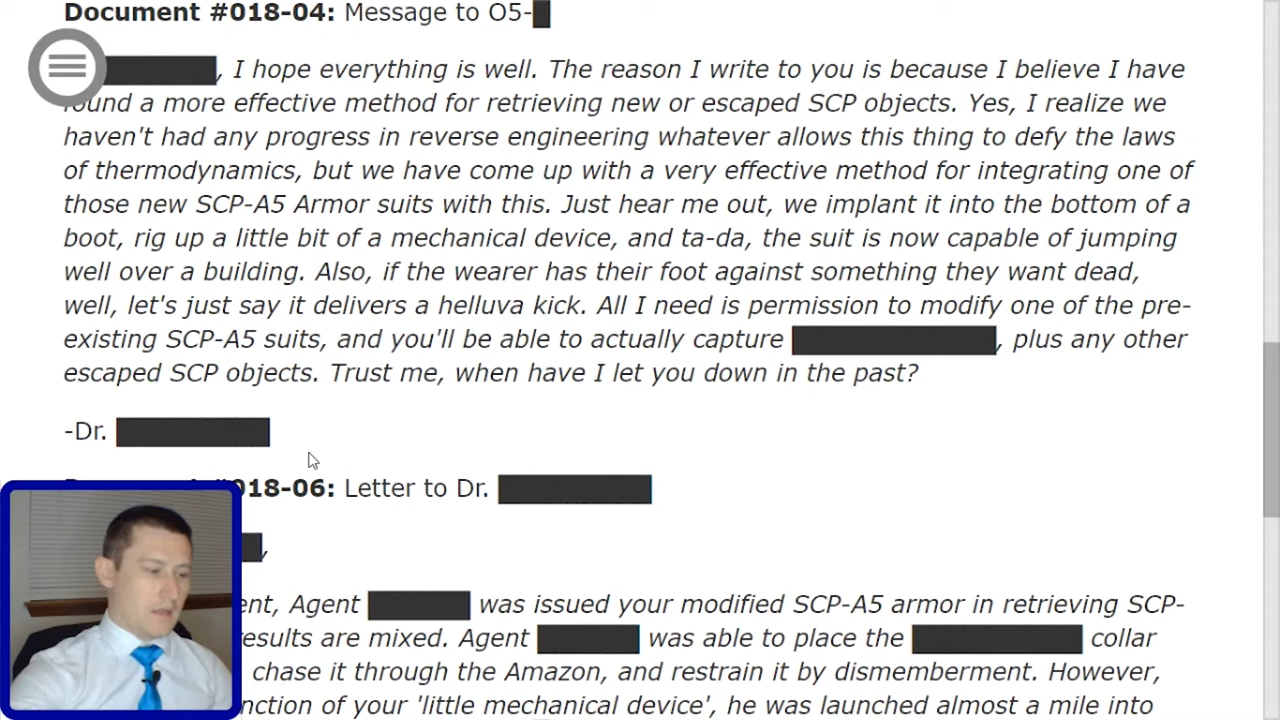 Document #018-04: Message to O5-
, I hope everything is well. The reason I write to you is because I believe I have
found a more effective method for retrieving new or escaped SCP objects. Yes, I realize we
haven't had any progress in reverse engineering whatever allows this thing to defy the laws
of thermodynamics, but we have come up with a very effective method for integrating one of
those new SCP-A5 Armor suits with this. Just hear me out, we implant it into the bottom of a
boot, rig up a little bit of a mechanical device, and ta-da, the suit is now capable of jumping
well over a building. Also, if the wearer has their foot against something they want dead,
well, let's just say it delivers a helluva kick. All I need is permission to modify one of the pre-
existing SCP-A5 suits, and you'll be able to actually capture , plus any other
escaped SCP objects. Trust me, when have I let you down in the past?
-Dr.
#018-06: Letter to Dr.
,
ent, Agent was issued your modified SCP-A5 armor in retrieving SCP-
results are mixed. Agent was able to place the collar
chase it through the Amazon, and restrain it by dismemberment. However,
nction of your 'little mechanical device', he was launched almost a mile into